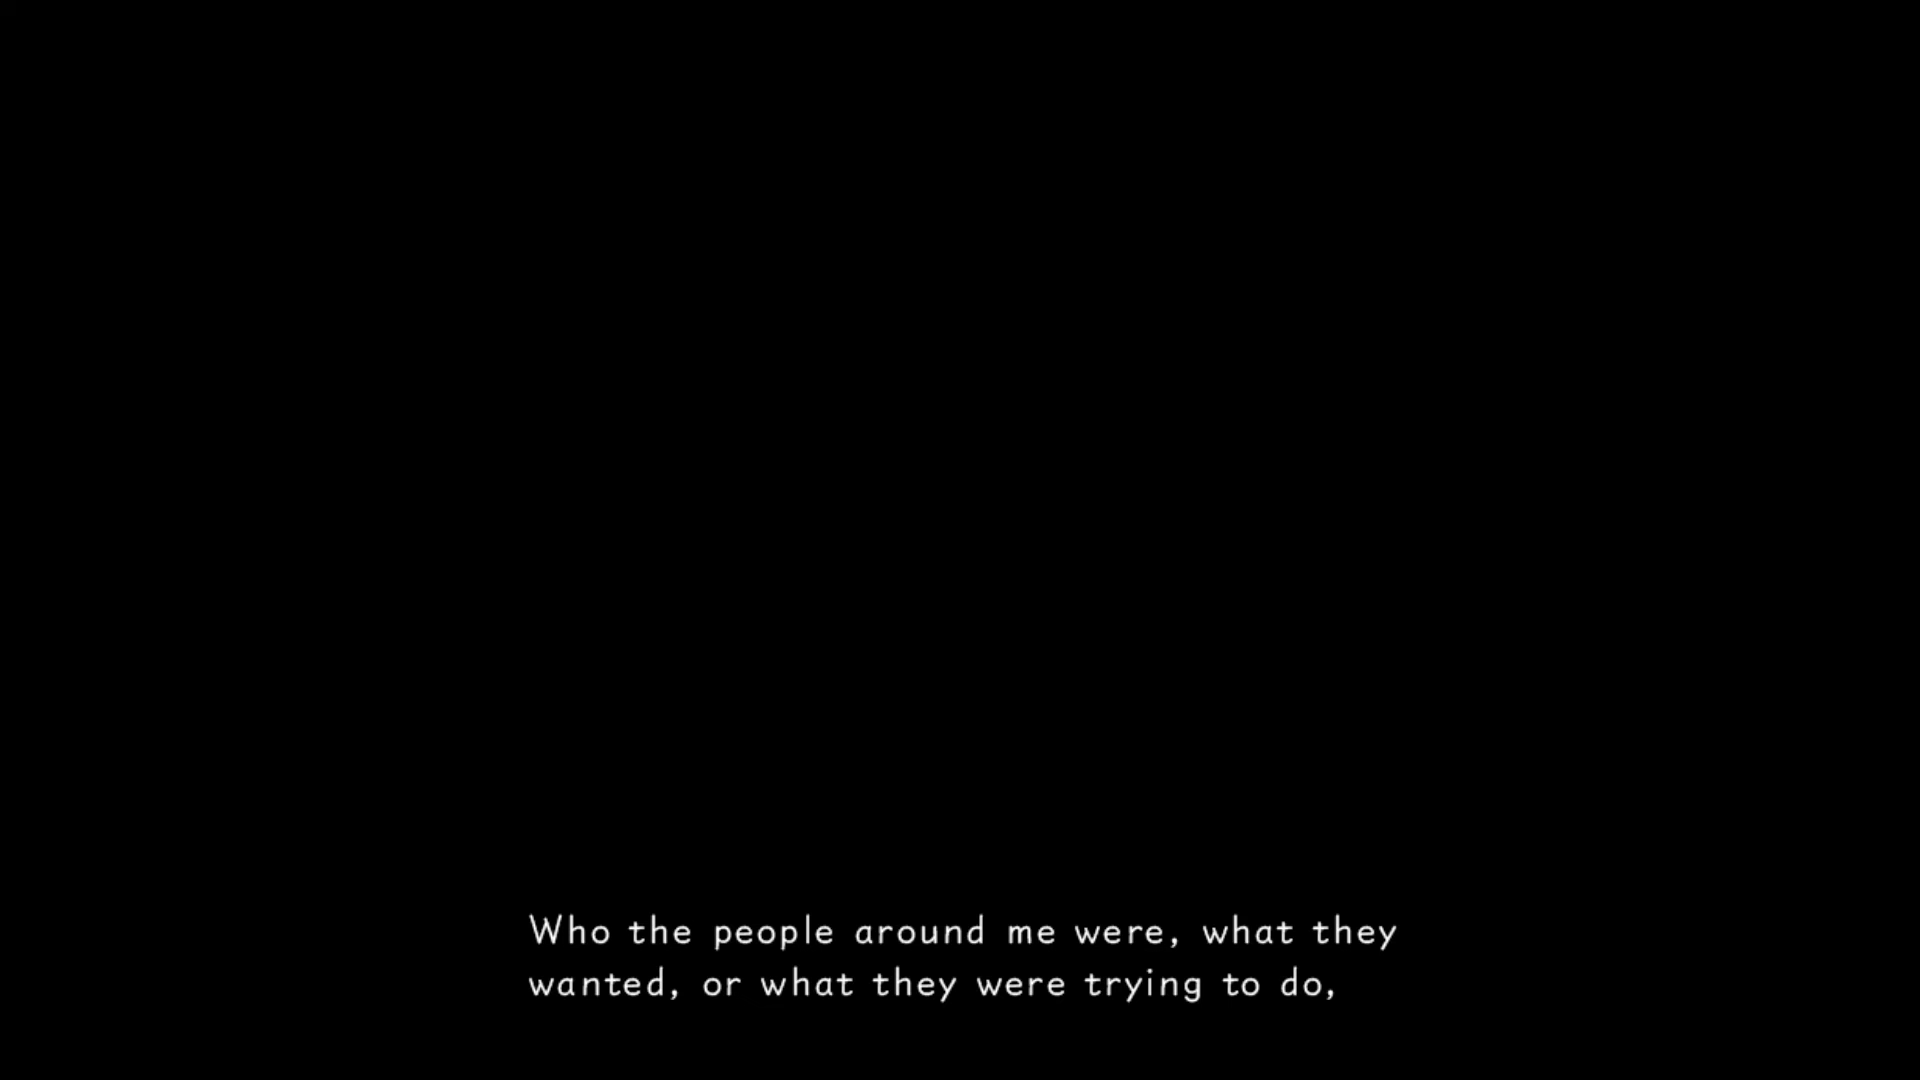 Who the people around me were, what they
wanted, or what they were trying to do,